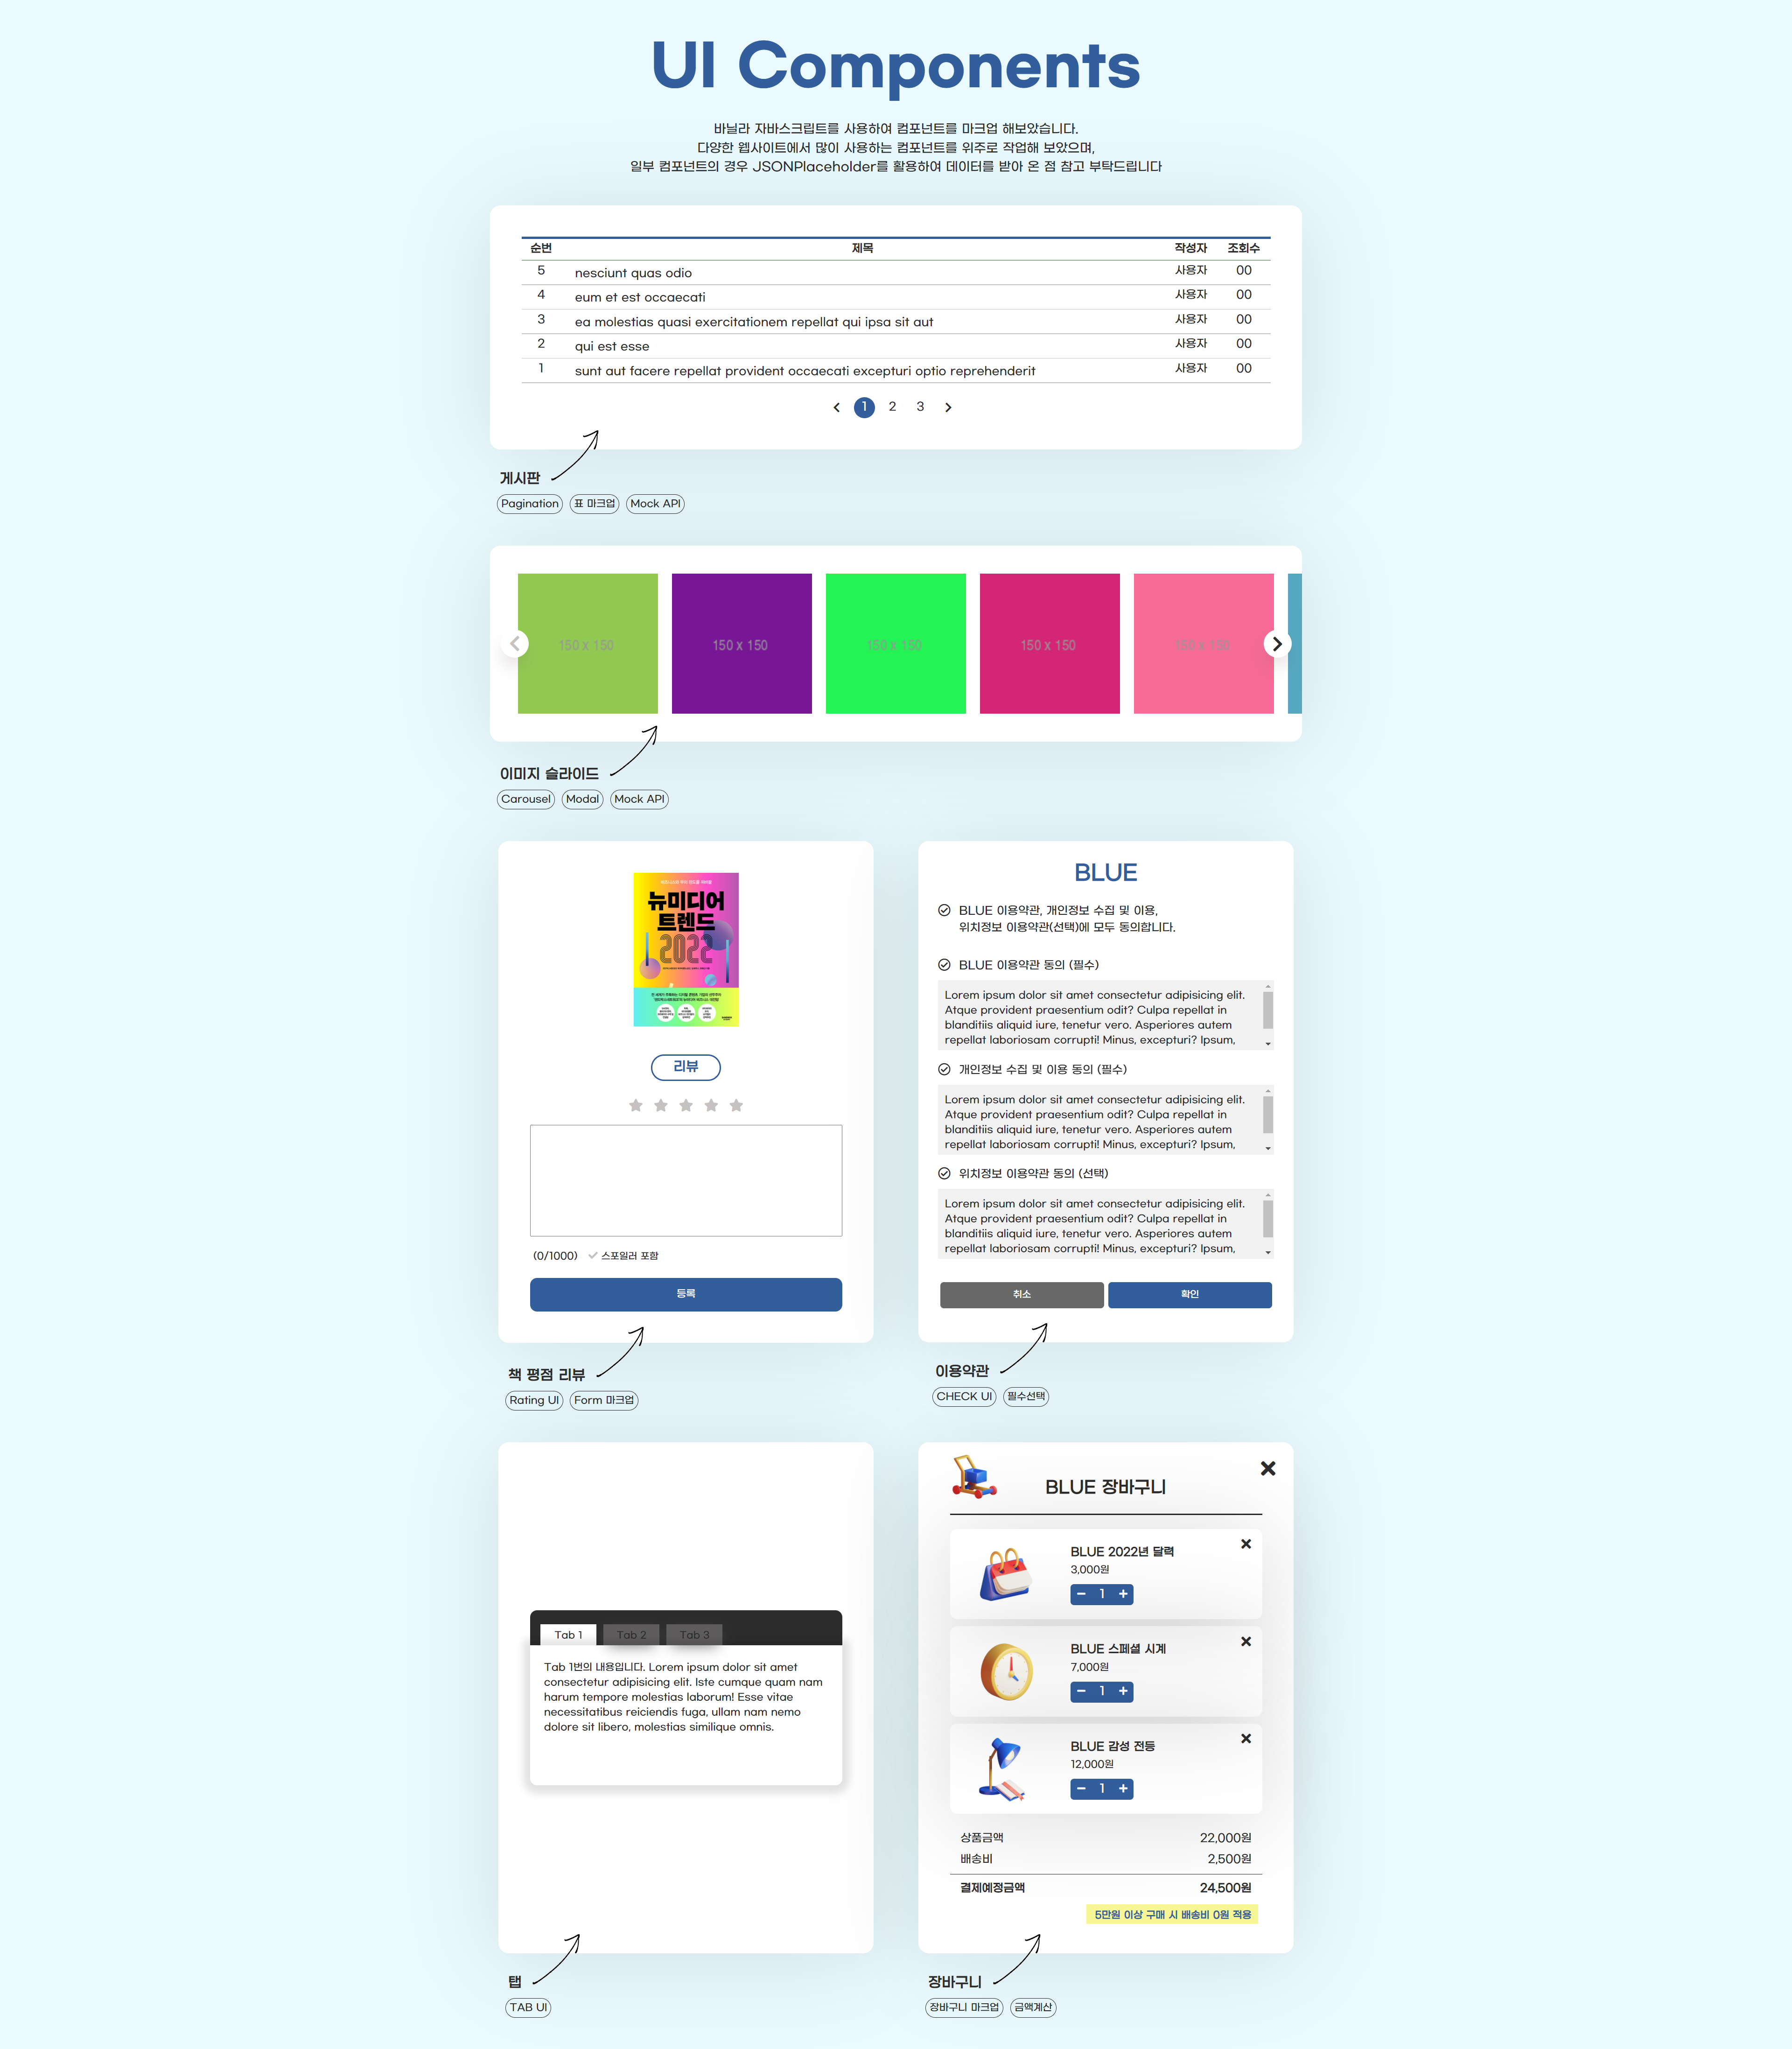 UI Components
바닐라 자바스크립트를 사용하여 컴포넌트를 마크업 해보았습니다.
다양한 웹사이트에서 많이 사용하는 컴포넌트를 위주로 작업해 보았으며,
일부 컴포넌트의 경우 JSONPlaceholder를 활용하여 데이터를 받아 온 점 참고 부탁드립니다
순번 제목 작성자 조회수
5 nesciunt quas odio 사용자 00
4 eum et est occaecati 사용자 00
3 ea molestias quasi exercitationem repellat qui ipsa sit aut 사용자 00
2 qui est esse 사용자 00
1 sunt aut facere repellat provident occaecati excepturi optio reprehenderit 사용자 00
1 2 3
게시판
Pagination 표 마크업 Mock API
150 x 150 150 x 150 150 x 150 150 x 150 150 x 150
이미지 슬라이드
Carousel Modal Mock API
뉴미디어
트렌드
2022
리뷰
(0/1000) 스포일러 포함
등록
책 평점 리뷰
Rating UI Form 마크업
BLUE
BLUE 이용약관, 개인정보 수집 및 이용,
위치정보 이용약관(선택)에 모두 동의합니다.
BLUE 이용약관 동의 (필수)
Lorem ipsum dolor sit amet consectetur adipisicing elit.
Atque provident praesentium odit? Culpa repellat in
blanditiis aliquid iure, tenetur vero. Asperiores autem
repellat laboriosam corrupti! Minus, excepturi? Ipsum,
개인정보 수집 및 이용 동의 (필수)
Lorem ipsum dolor sit amet consectetur adipisicing elit.
Atque provident praesentium odit? Culpa repellat in
blanditiis aliquid iure, tenetur vero. Asperiores autem
repellat laboriosam corrupti! Minus, excepturi? Ipsum,
위치정보 이용약관 동의 (선택)
Lorem ipsum dolor sit amet consectetur adipisicing elit.
Atque provident praesentium odit? Culpa repellat in
blanditiis aliquid iure, tenetur vero. Asperiores autem
repellat laboriosam corrupti! Minus, excepturi? Ipsum,
취소 확인
이용약관
CHECK UI 필수선택
Tab 1 Tab 2 Tab 3
Tab 1번의 내용입니다. Lorem ipsum dolor sit amet
consectetur adipisicing elit. Iste cumque quam nam
harum tempore molestias laborum! Esse vitae
necessitatibus reiciendis fuga, ullam nam nemo
dolore sit libero, molestias similique omnis.
탭
TAB UI
BLUE 장바구니
BLUE 2022년 달력
3,000원
1
BLUE 스페셜 시계
7,000원
1
BLUE 감성 전등
12,000원
1
상품금액 22,000원
배송비 2,500원
결제예정금액 24,500원
5만원 이상 구매 시 배송비 0원 적용
장바구니
장바구니 마크업 금액계산